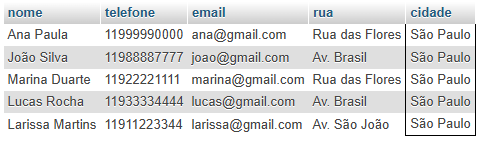 nome telefone email rua cidade
Ana Paula 11999990000 ana@gmail.com Rua das Flores São Paulo
João Silva 11988887777 joao@gmail.com Av. Brasil São Paulo
Marina Duarte 11922221111 marina@gmail.com Rua das Flores São Paulo
Lucas Rocha 11933334444 lucas@gmail.com Av. Brasil São Paulo
Larissa Martins 11911223344 larissa@gmail.com Av. São João São Paulo